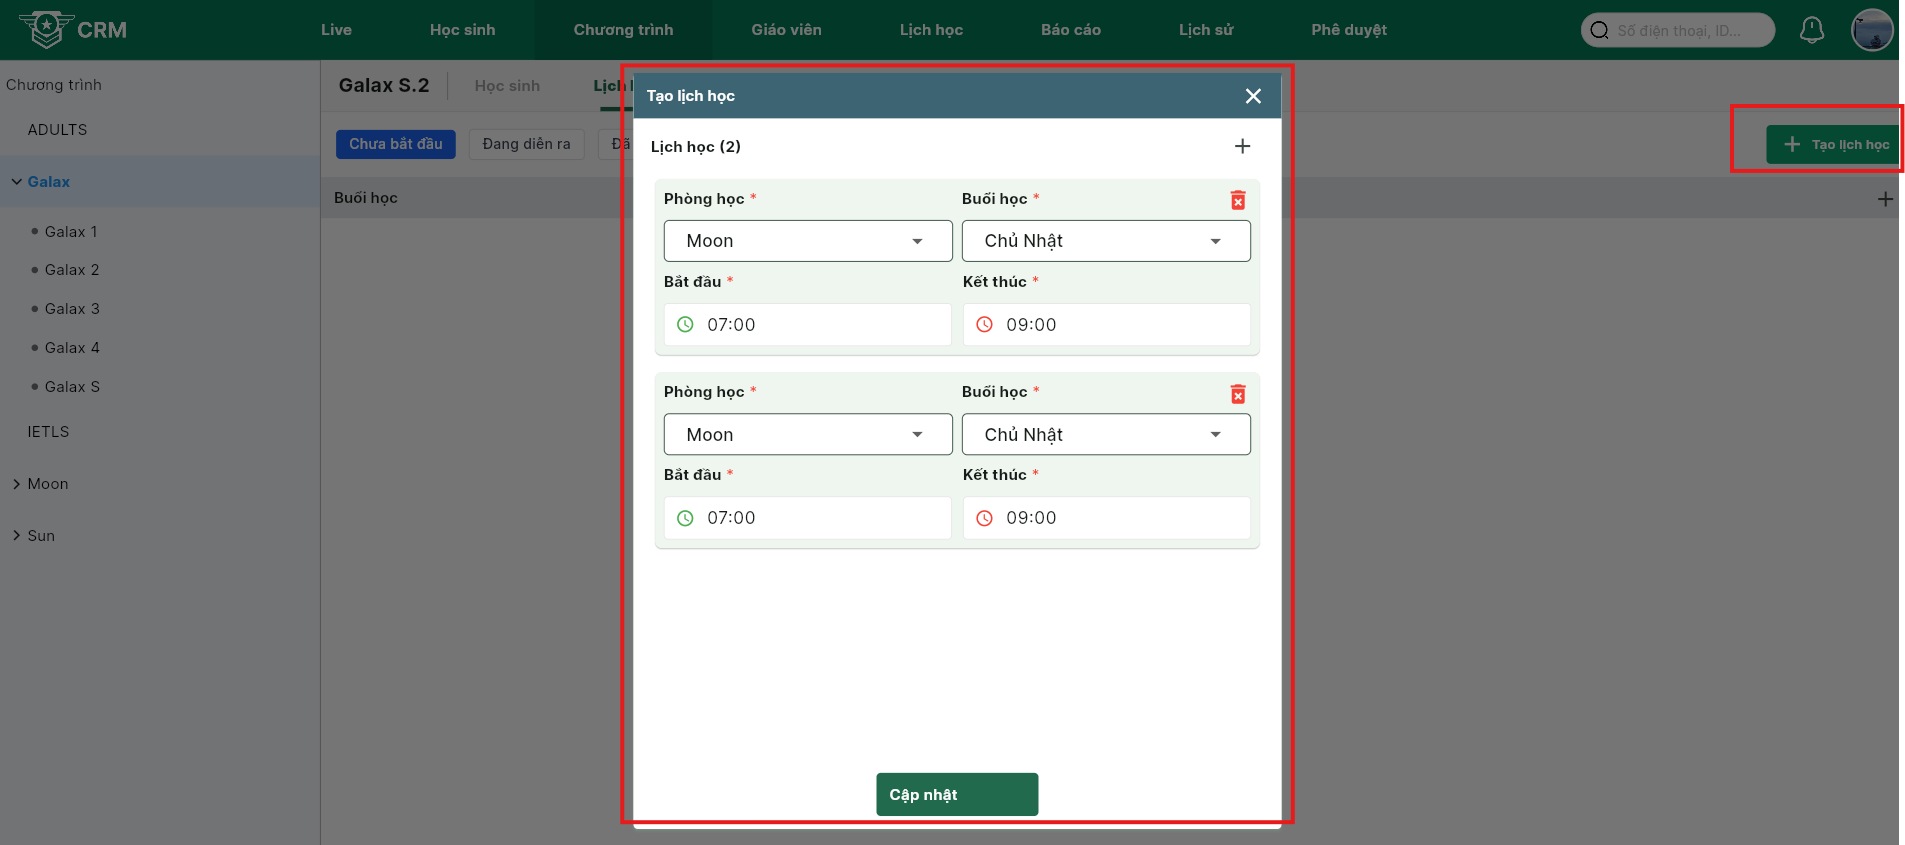 CRM
Live
Học sinh
Chương trình
Giáo viên
Lịch học
Báo cáo
Lịch sử
Phê duyệt
Số điện thoại, ID...
Chương trình
ADULTS
Galax
Galax 1
Galax 2
Galax 3
Galax 4
Galax S
IETLS
Moon
Sun
Galax S.2
Học sinh
Lịch
Chưa bắt đầu
Đang diễn ra
Đã
Tạo lịch học
Buổi học
Tạo lịch học
Lịch học (2)
Phòng học *
Buổi học *
Moon
Chủ Nhật
Bắt đầu *
Kết thúc *
07:00
09:00
Phòng học *
Buổi học *
Moon
Chủ Nhật
Bắt đầu *
Kết thúc *
07:00
09:00
Cập nhật